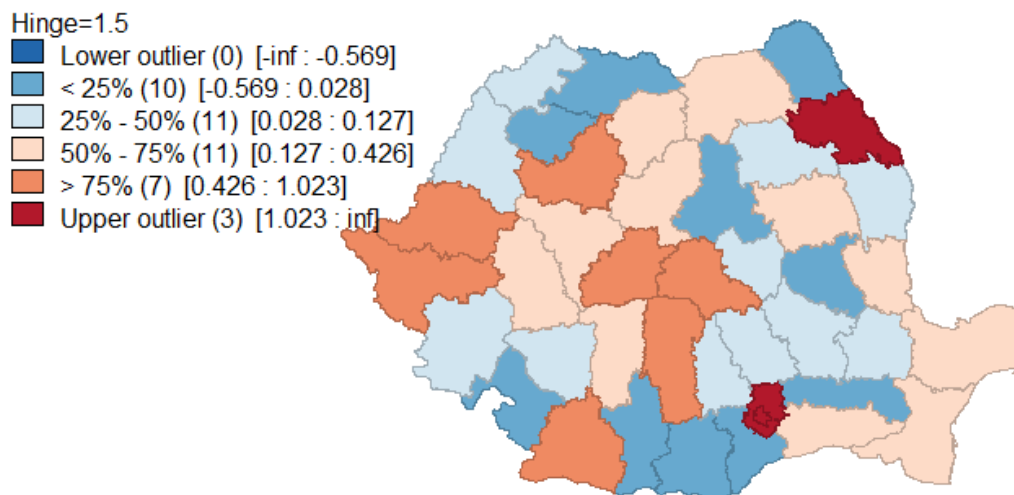 Hinge=1.5
Lower outlier (0) [-inf : -0.569]
< 25% (10) [-0.569 : 0.028]
25% - 50% (11) [0.028 : 0.127]
50% - 75% (11) [0.127 : 0.426]
> 75% (7) [0.426 : 1.023]
Upper outlier (3) [1.023 : inf]